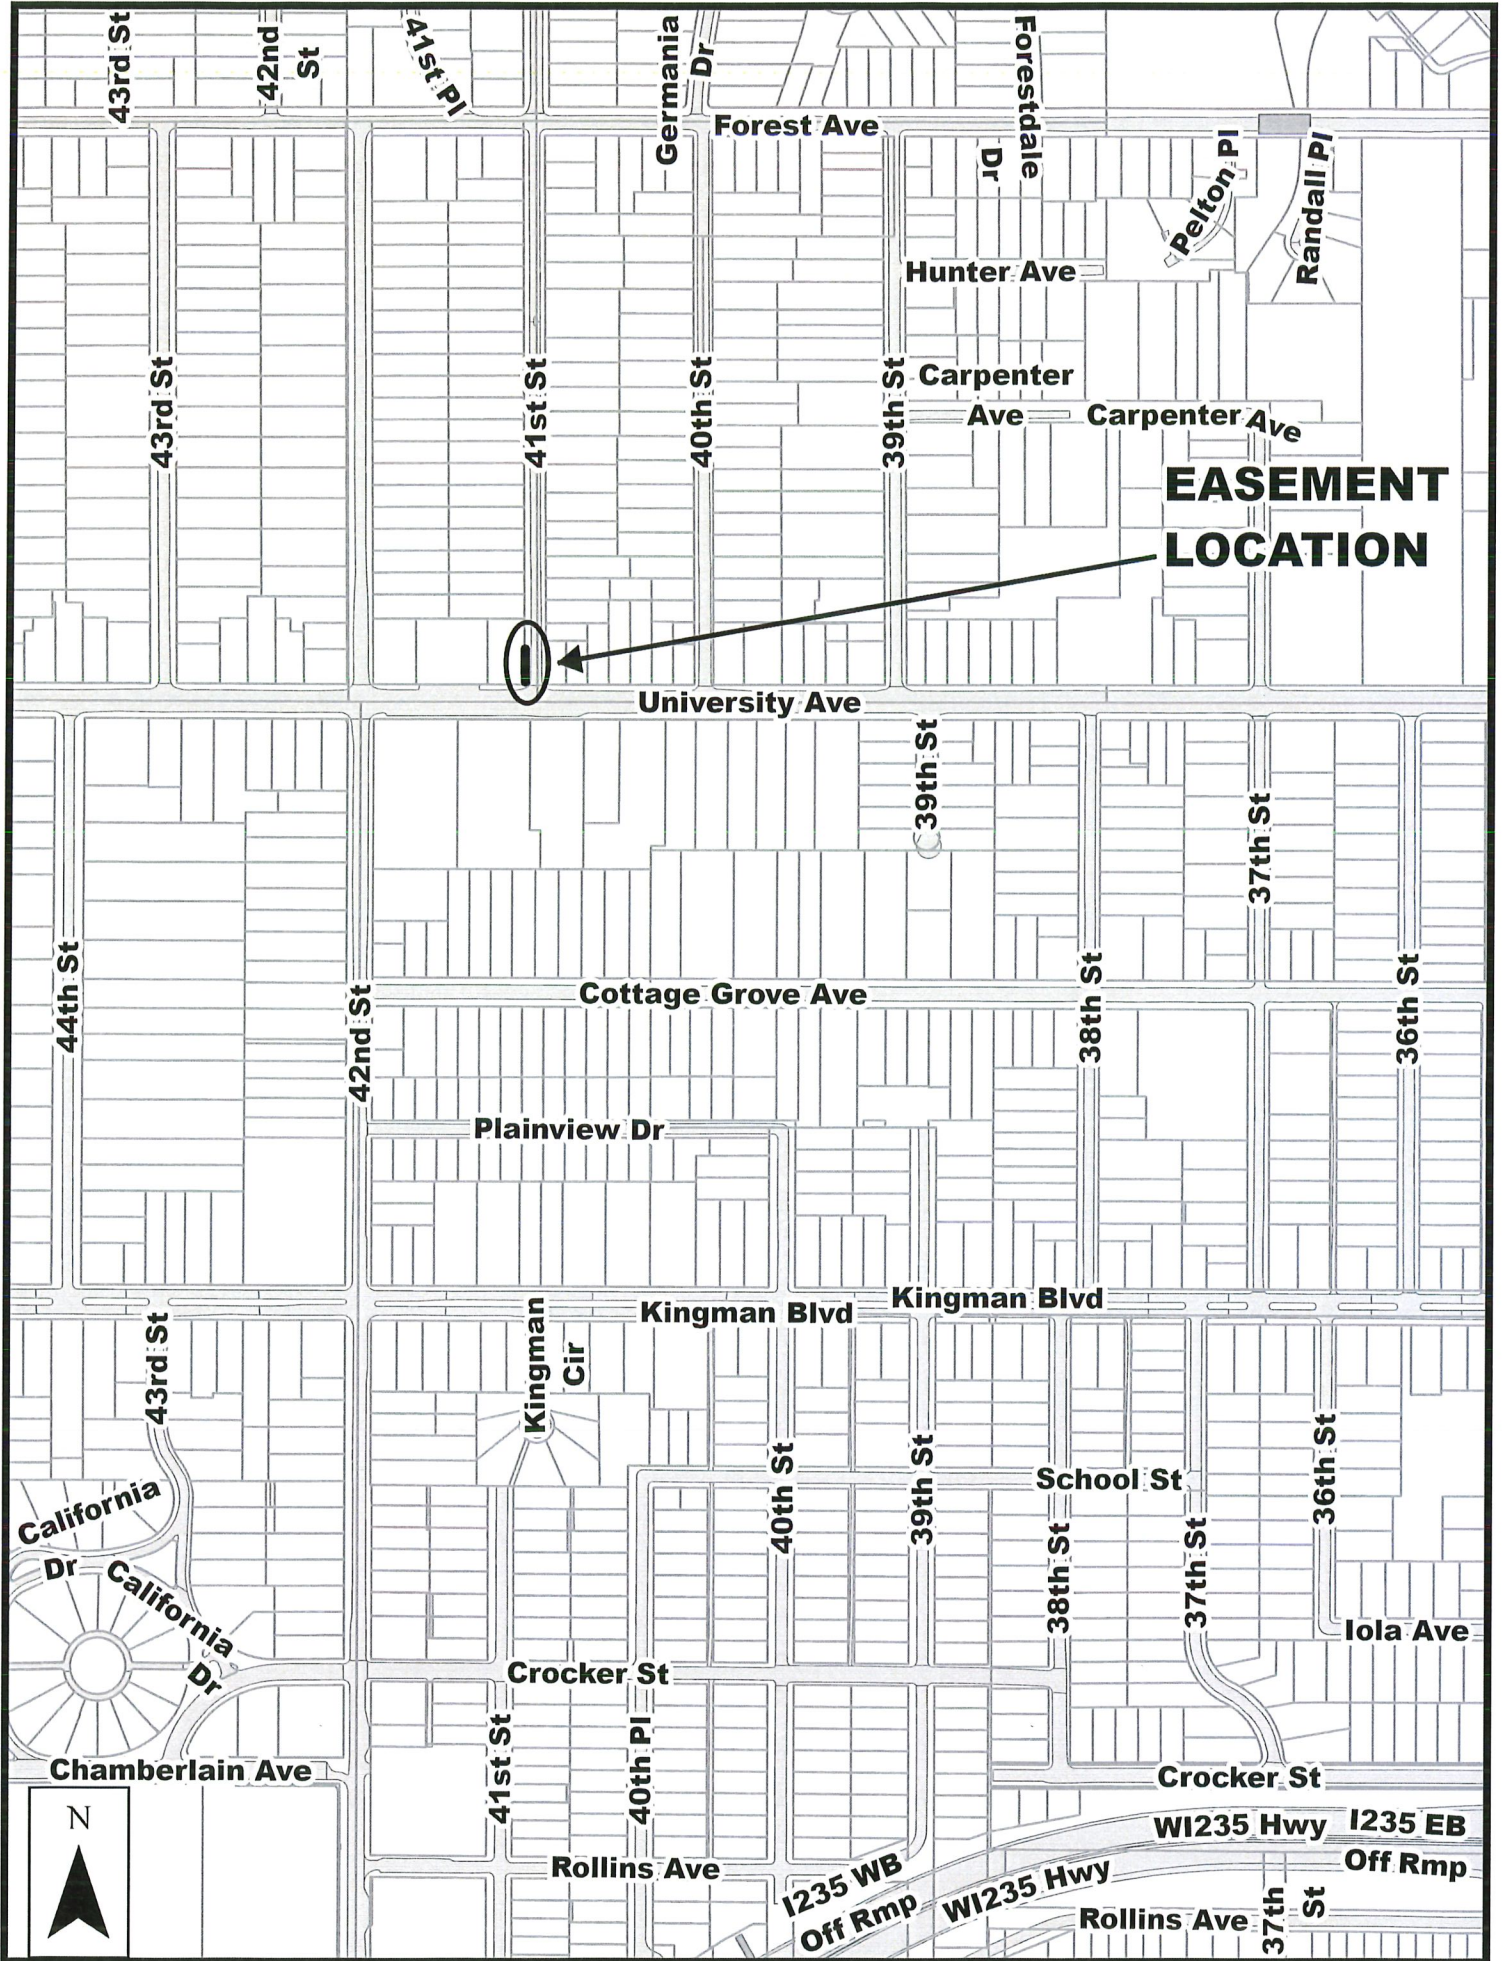 43rd St
42nd
St
41st Pl
Germania
Dr
Forestdale
Dr
Forest Ave
Pelton Pl
Randall Pl
Hunter Ave
43rd St
41st St
40th St
39th St
Carpenter
Ave
Carpenter Ave
EASEMENT
LOCATION
University Ave
39th St
37th St
44th St
42nd St
Cottage Grove Ave
38th St
36th St
Plainview Dr
Kingman Blvd
Kingman Blvd
43rd St
Kingman
Cir
40th St
39th St
School St
38th St
37th St
36th St
California
Dr
California
Dr
Iola Ave
Crocker St
41st St
40th Pl
Chamberlain Ave
Crocker St
N
WI235 Hwy
I235 EB
Off Rmp
Rollins Ave
I235 WB
Off Rmp
WI235 Hwy
Rollins Ave
37th
St